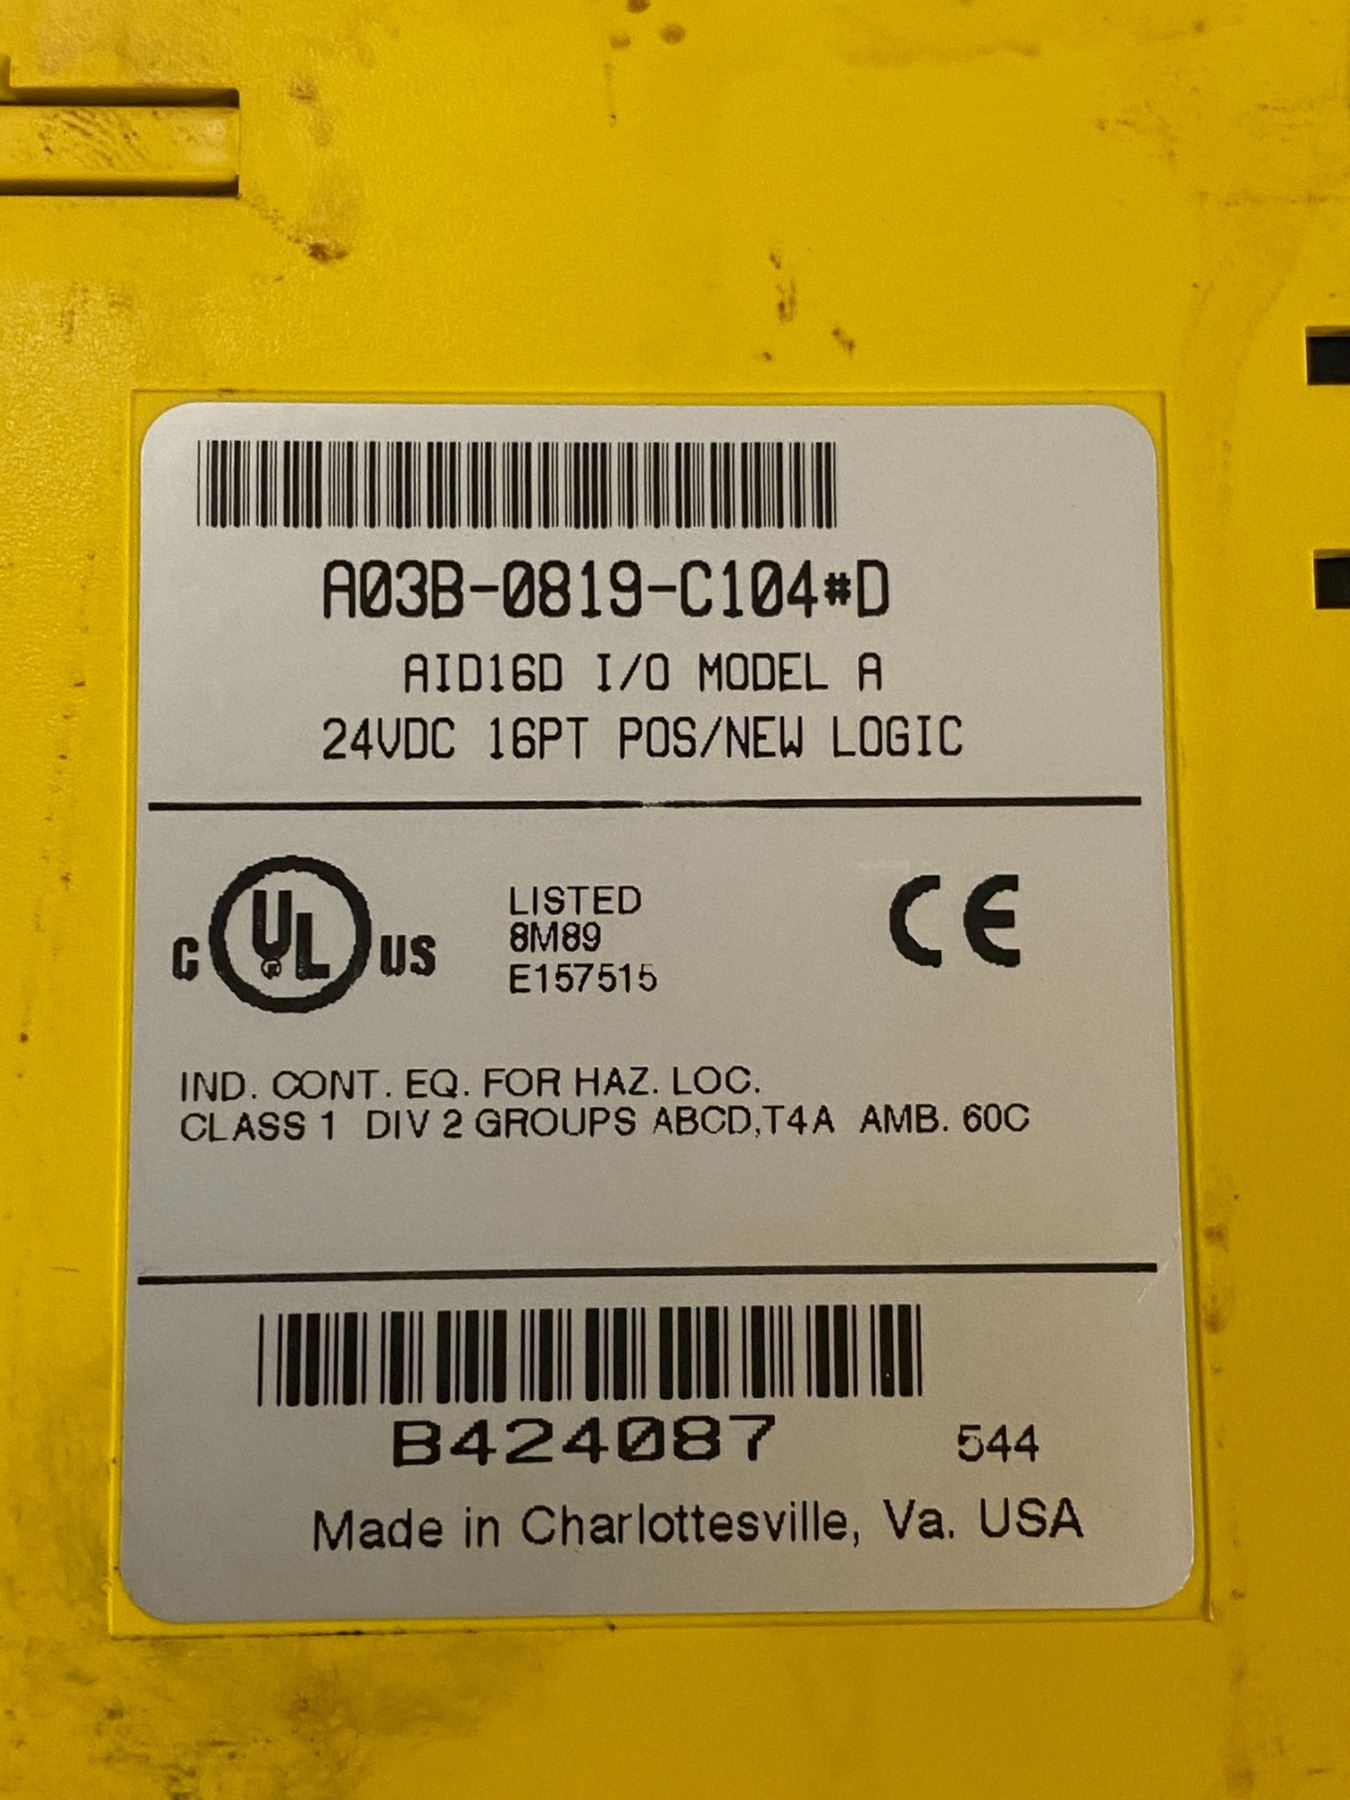 A03B-0819-C104#D
AID16D I/O MODEL A
24VDC 16PT POS/NEW LOGIC
C UL US LISTED
8M89
E157515
CE
IND. CONT. EQ. FOR HAZ. LOC.
CLASS 1 DIV 2 GROUPS ABCD,T4A AMB. 60C
B424087 544
Made in Charlottesville, Va. USA